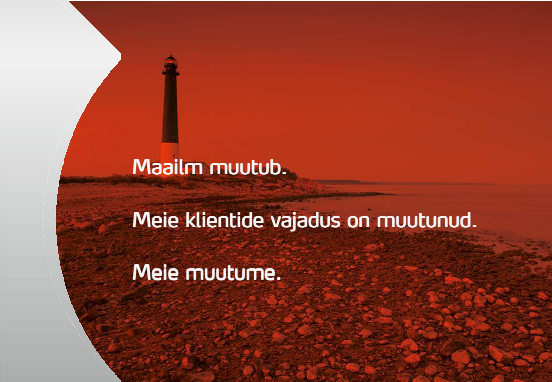 Maailm muutub.
Meie klientide vajadus on muutunud.
Meie muutume.